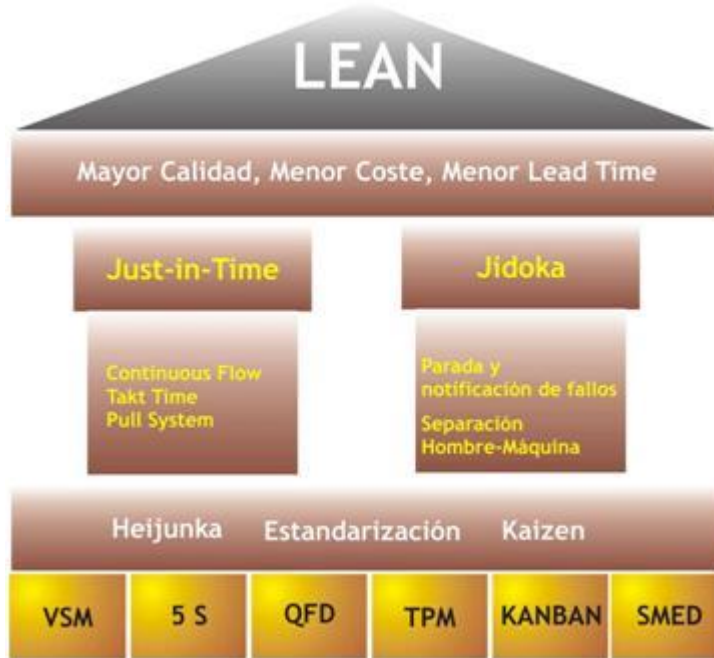 LEAN
Mayor Calidad, Menor Coste, Menor Lead Time
Just-in-Time
Continuous Flow
Takt Time
Pull System
Jidoka
Parada y
notificación de fallos
Separación
Hombre-Máquina
Heijunka Estandarización Kaizen
VSM 5 S QFD TPM KANBAN SMED